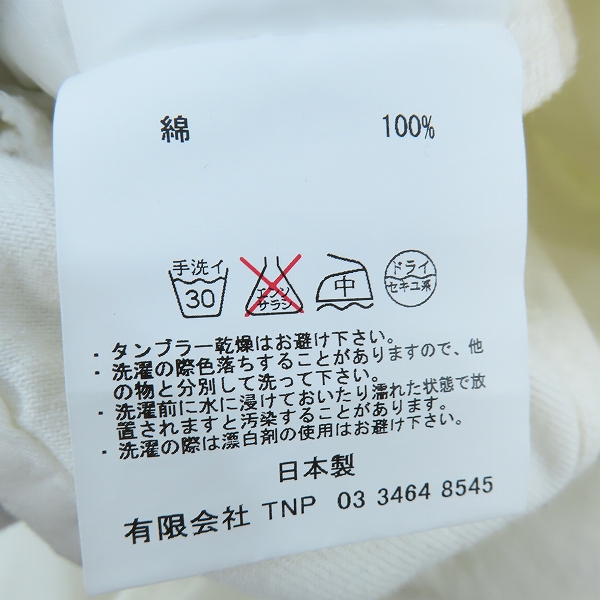 綿 100%
手洗イ 30 エンソサラシ 中 ドライ セキユ系
・タンブラー乾燥はお避け下さい。
・洗濯の際色落ちすることがありますので、他
の物と分別して洗って下さい。
・洗濯前に水に浸けておいたり濡れた状態で放
置されますと汚染することがあります。
・洗濯の際は漂白剤の使用はお避け下さい。
日本製
有限会社 TNP 03 3464 8545